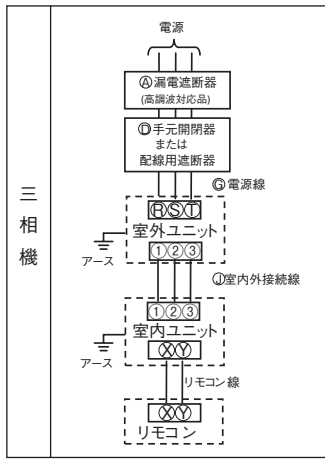 三相機
電源
Ⓐ漏電遮断器
(高調波対応品)
Ⓓ手元開閉器
または
配線用遮断器
Ⓖ電源線
ⓇⓈⓉ
室外ユニット
アース
①②③
Ⓙ室内外接続線
①②③
室内ユニット
アース
ⓍⓎ
リモコン線
ⓍⓎ
リモコン